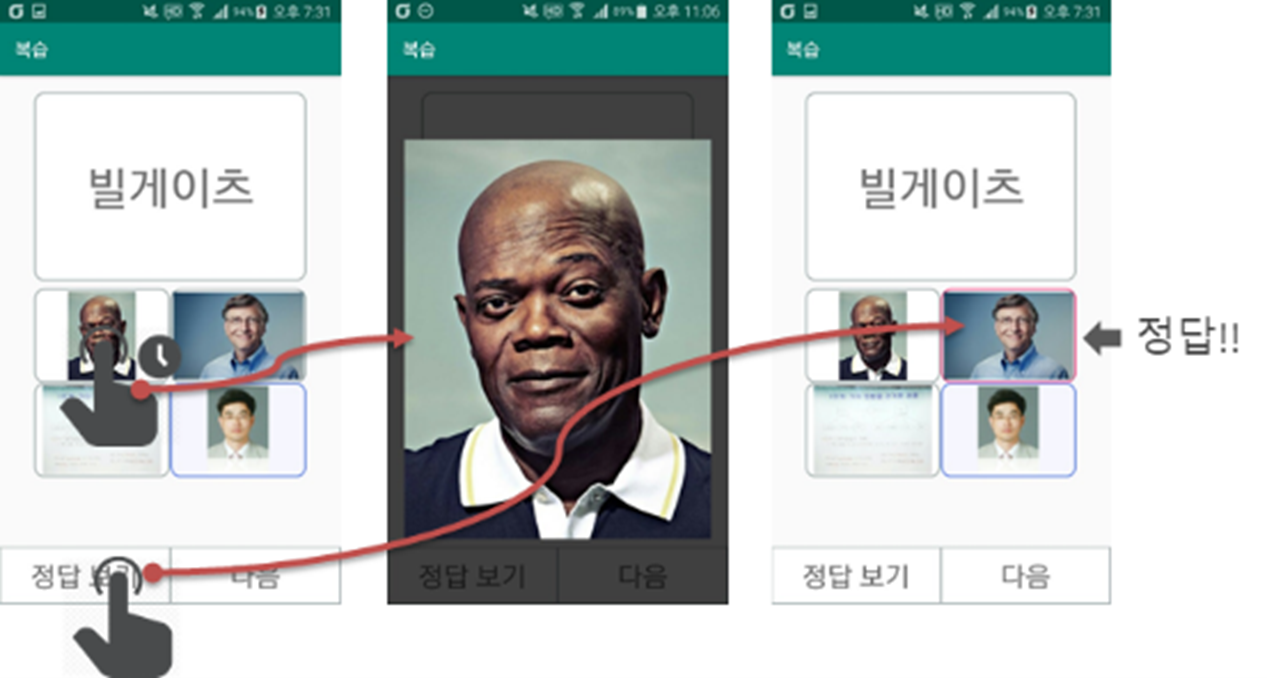 94% 오후 7:31
복습
빌게이츠
정답 보기
다음
89% 오후 11:06
복습
정답 보기
다음
94% 오후 7:31
복습
빌게이츠
정답 보기
다음
정답!!